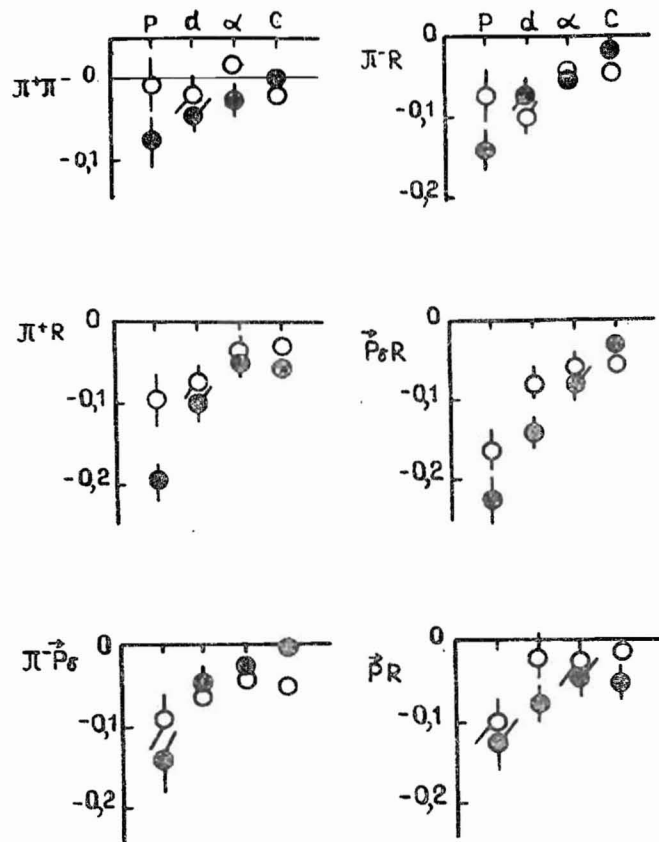 P d α C P d α C
π⁺π⁻ 0 -0,1
π⁻R 0 -0,1 -0,2
π⁺R 0 -0,1 -0,2
P⃗δR 0 -0,1 -0,2
π⁻P⃗δ 0 -0,1 -0,2
p⃗R 0 -0,1 -0,2